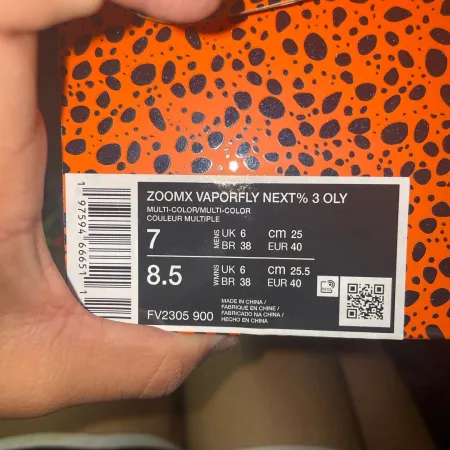 ZOOMX VAPORFLY NEXT% 3 OLY
MULTI-COLOR/MULTI-COLOR
COULEUR MULTIPLE
7 MENS UK 6 cm 25
BR 38 EUR 40
8.5 WMNS UK 6 cm 25.5
BR 38 EUR 40
FV2305 900
MADE IN CHINA /
FABRIQUE EN CHINE /
FABRICADO NA CHINA /
HECHO EN CHINA
1 97594 66651 1